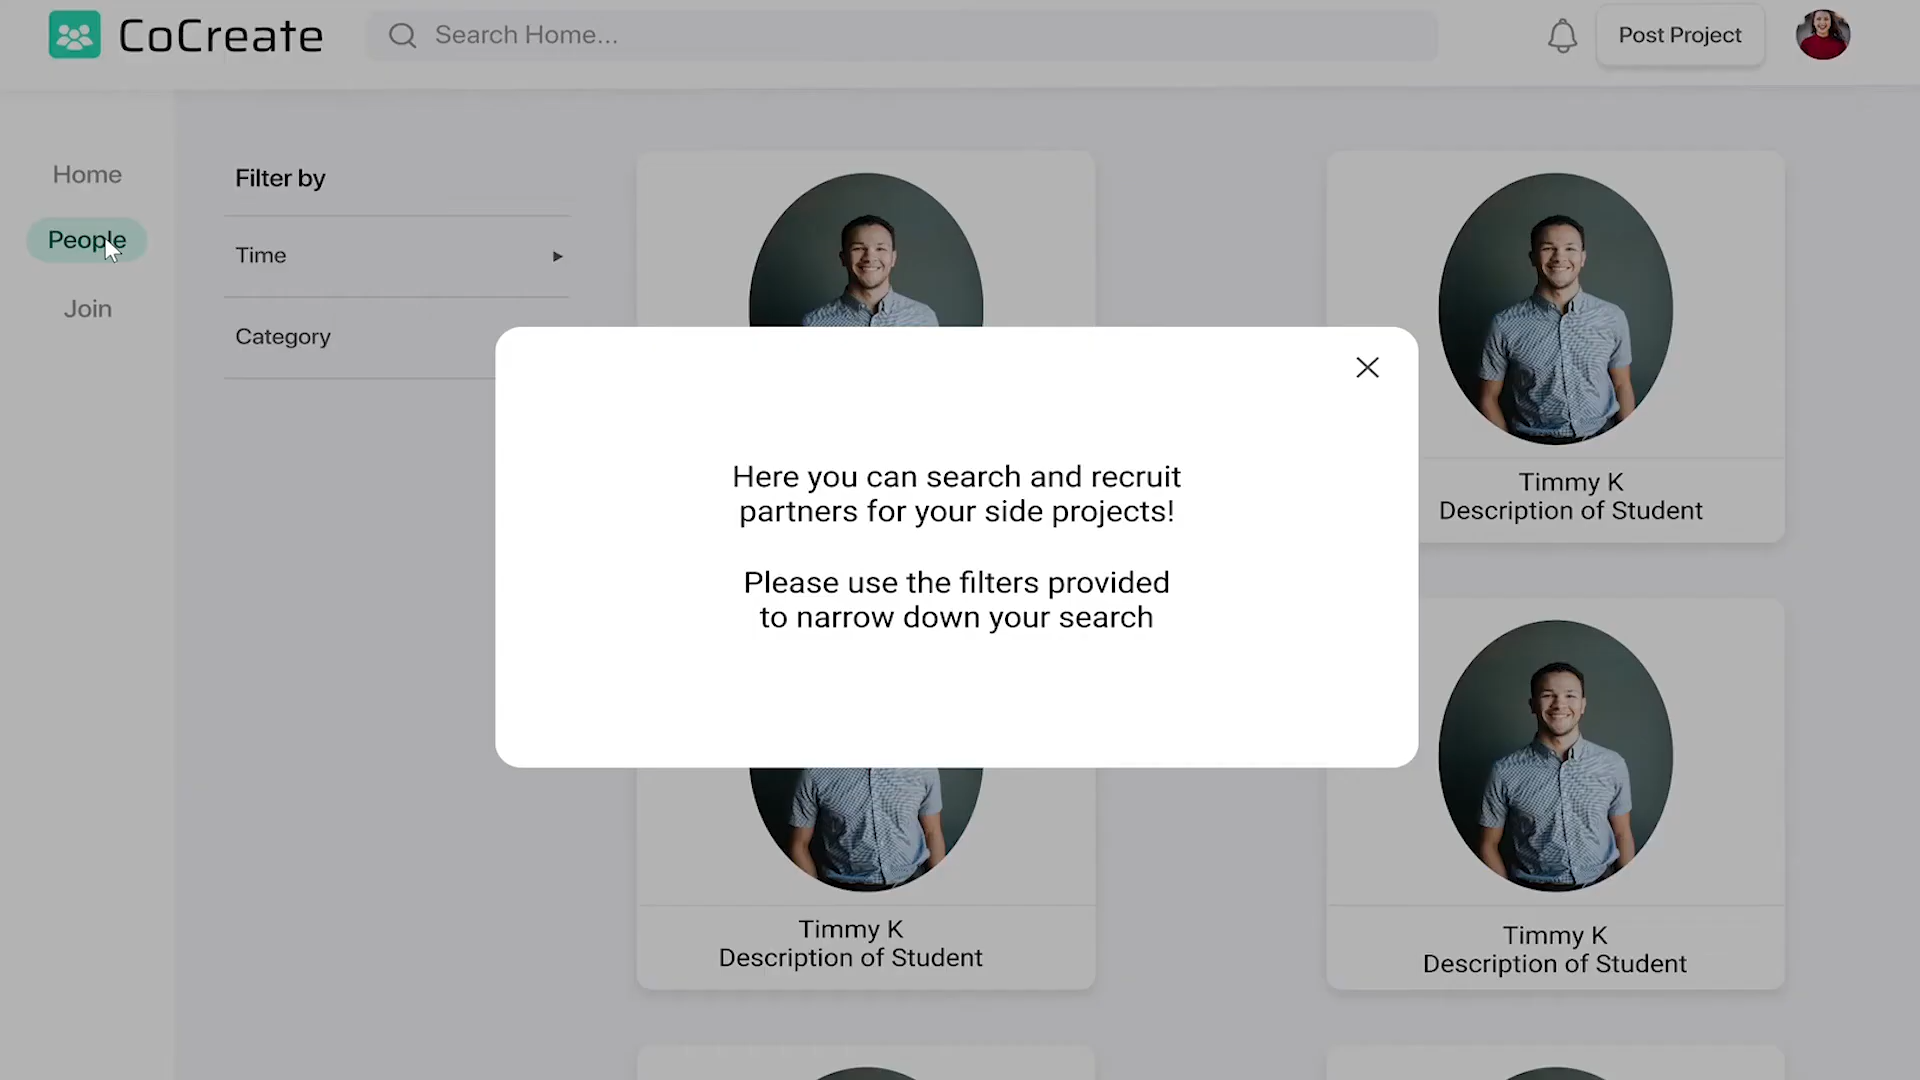 CoCreate
Search Home...
Post Project
Home
People
Join
Filter by
Time
Category
Here you can search and recruit
partners for your side projects!
Please use the filters provided
to narrow down your search
Timmy K
Description of Student
Timmy K
Description of Student
Timmy K
Description of Student